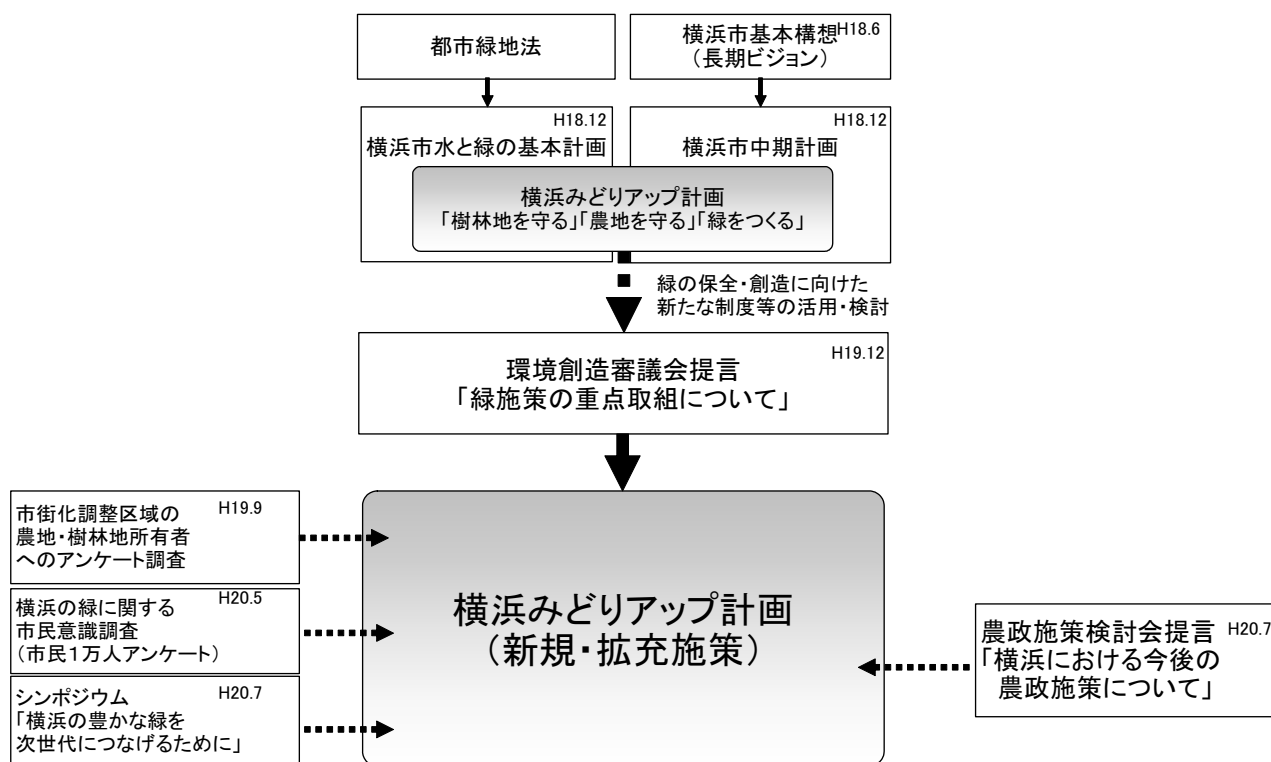 都市緑地法
横浜市基本構想 H18.6
（長期ビジョン）
H18.12
横浜市水と緑の基本計画
H18.12
横浜市中期計画
横浜みどりアップ計画
「樹林地を守る」「農地を守る」「緑をつくる」
緑の保全・創造に向けた
新たな制度等の活用・検討
H19.12
環境創造審議会提言
「緑施策の重点取組について」
市街化調整区域の H19.9
農地・樹林地所有者
へのアンケート調査
横浜の緑に関する H20.5
市民意識調査
（市民１万人アンケート）
シンポジウム H20.7
「横浜の豊かな緑を
次世代につなげるために」
横浜みどりアップ計画
（新規・拡充施策）
農政施策検討会提言 H20.7
「横浜における今後の
農政施策について」